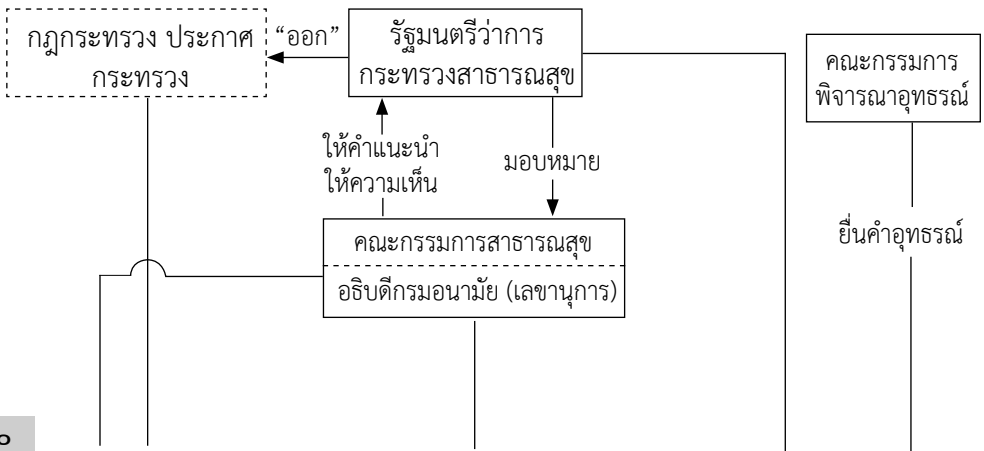 กฎกระทรวง ประกาศ
กระทรวง
“ออก”
รัฐมนตรีว่าการ
กระทรวงสาธารณสุข
คณะกรรมการ
พิจารณาอุทธรณ์
ให้คำแนะนำ
ให้ความเห็น
มอบหมาย
ยื่นคำอุทธรณ์
คณะกรรมการสาธารณสุข
อธิบดีกรมอนามัย (เลขานุการ)